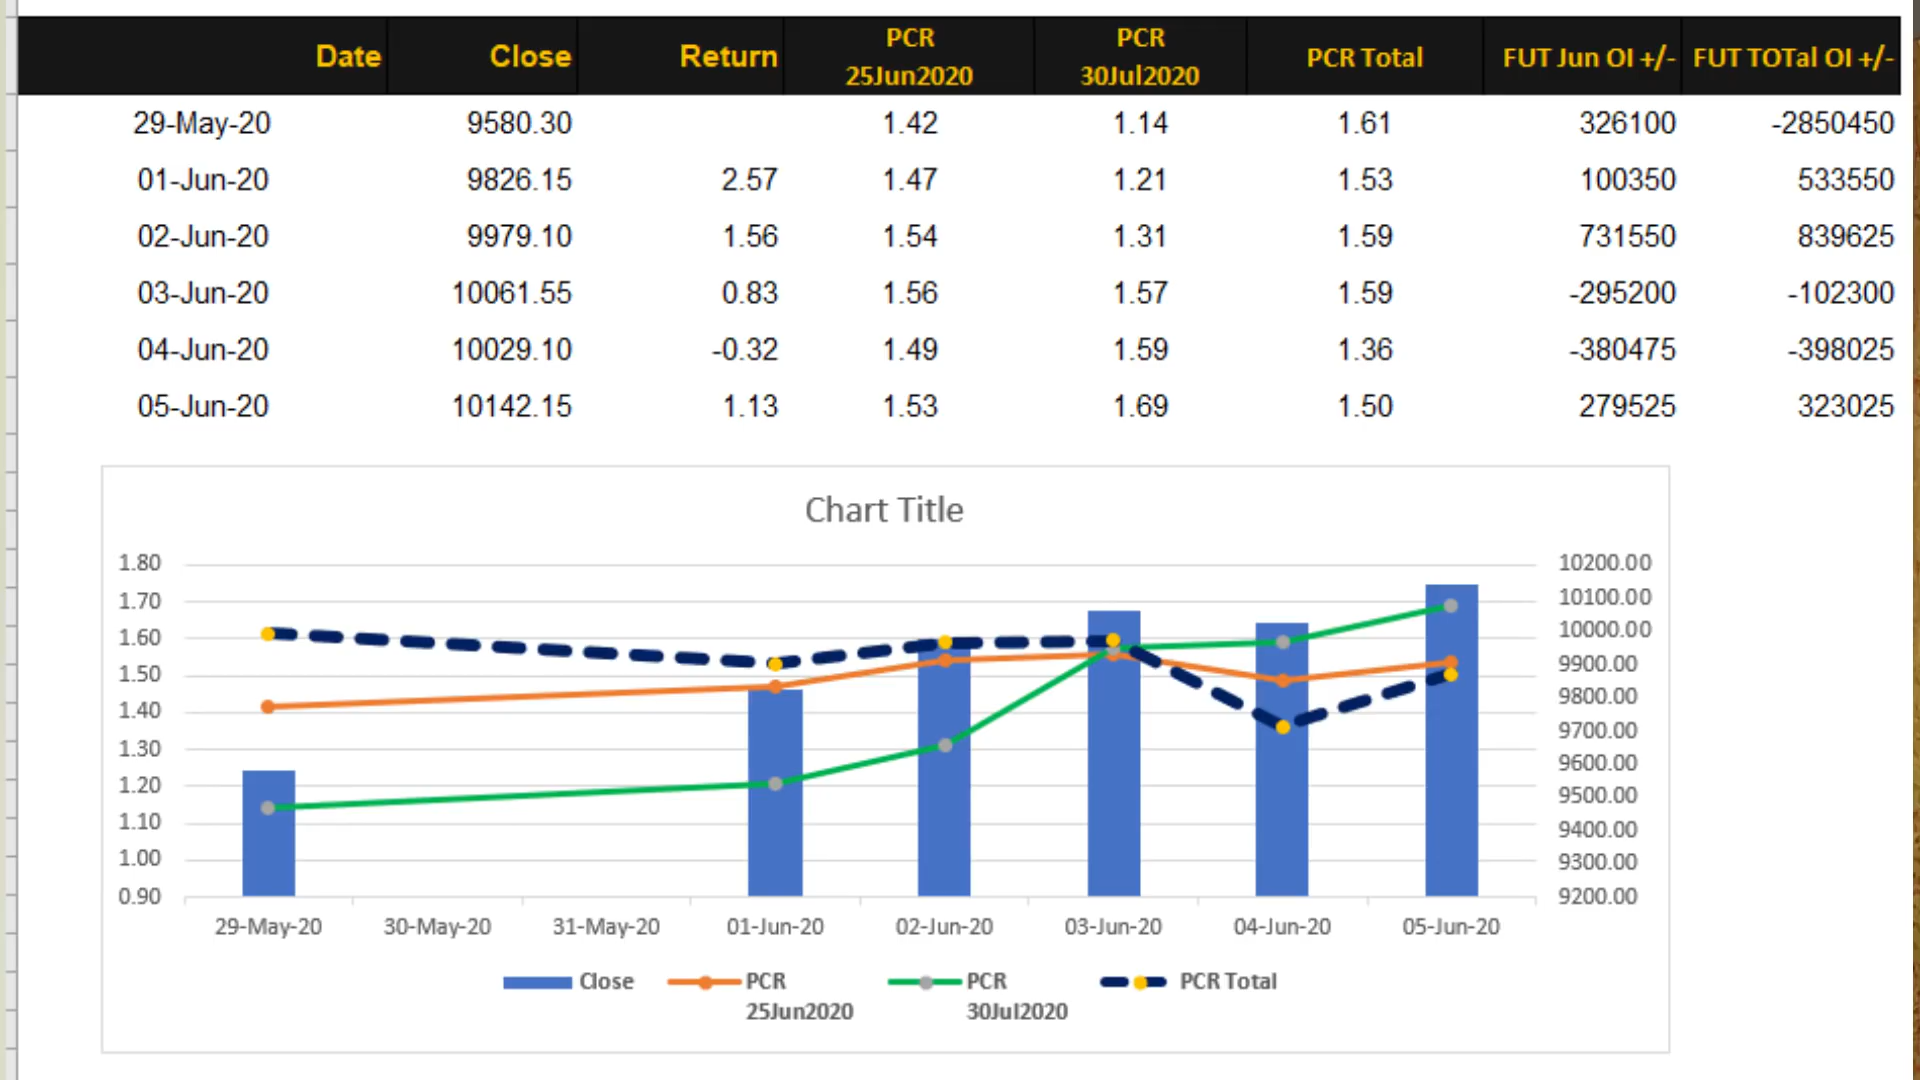 Date Close Return PCR 25Jun2020 PCR 30Jul2020 PCR Total FUT Jun OI +/- FUT TOTal OI +/-
29-May-20 9580.30 1.42 1.14 1.61 326100 -2850450
01-Jun-20 9826.15 2.57 1.47 1.21 1.53 100350 533550
02-Jun-20 9979.10 1.56 1.54 1.31 1.59 731550 839625
03-Jun-20 10061.55 0.83 1.56 1.57 1.59 -295200 -102300
04-Jun-20 10029.10 -0.32 1.49 1.59 1.36 -380475 -398025
05-Jun-20 10142.15 1.13 1.53 1.69 1.50 279525 323025
Chart Title
1.80 10200.00
1.70 10100.00
1.60 10000.00
1.50 9900.00
1.40 9800.00
1.30 9700.00
1.20 9600.00
1.10 9500.00
1.00 9400.00
0.90 9300.00
9200.00
29-May-20 30-May-20 31-May-20 01-Jun-20 02-Jun-20 03-Jun-20 04-Jun-20 05-Jun-20
Close PCR 25Jun2020 PCR 30Jul2020 PCR Total